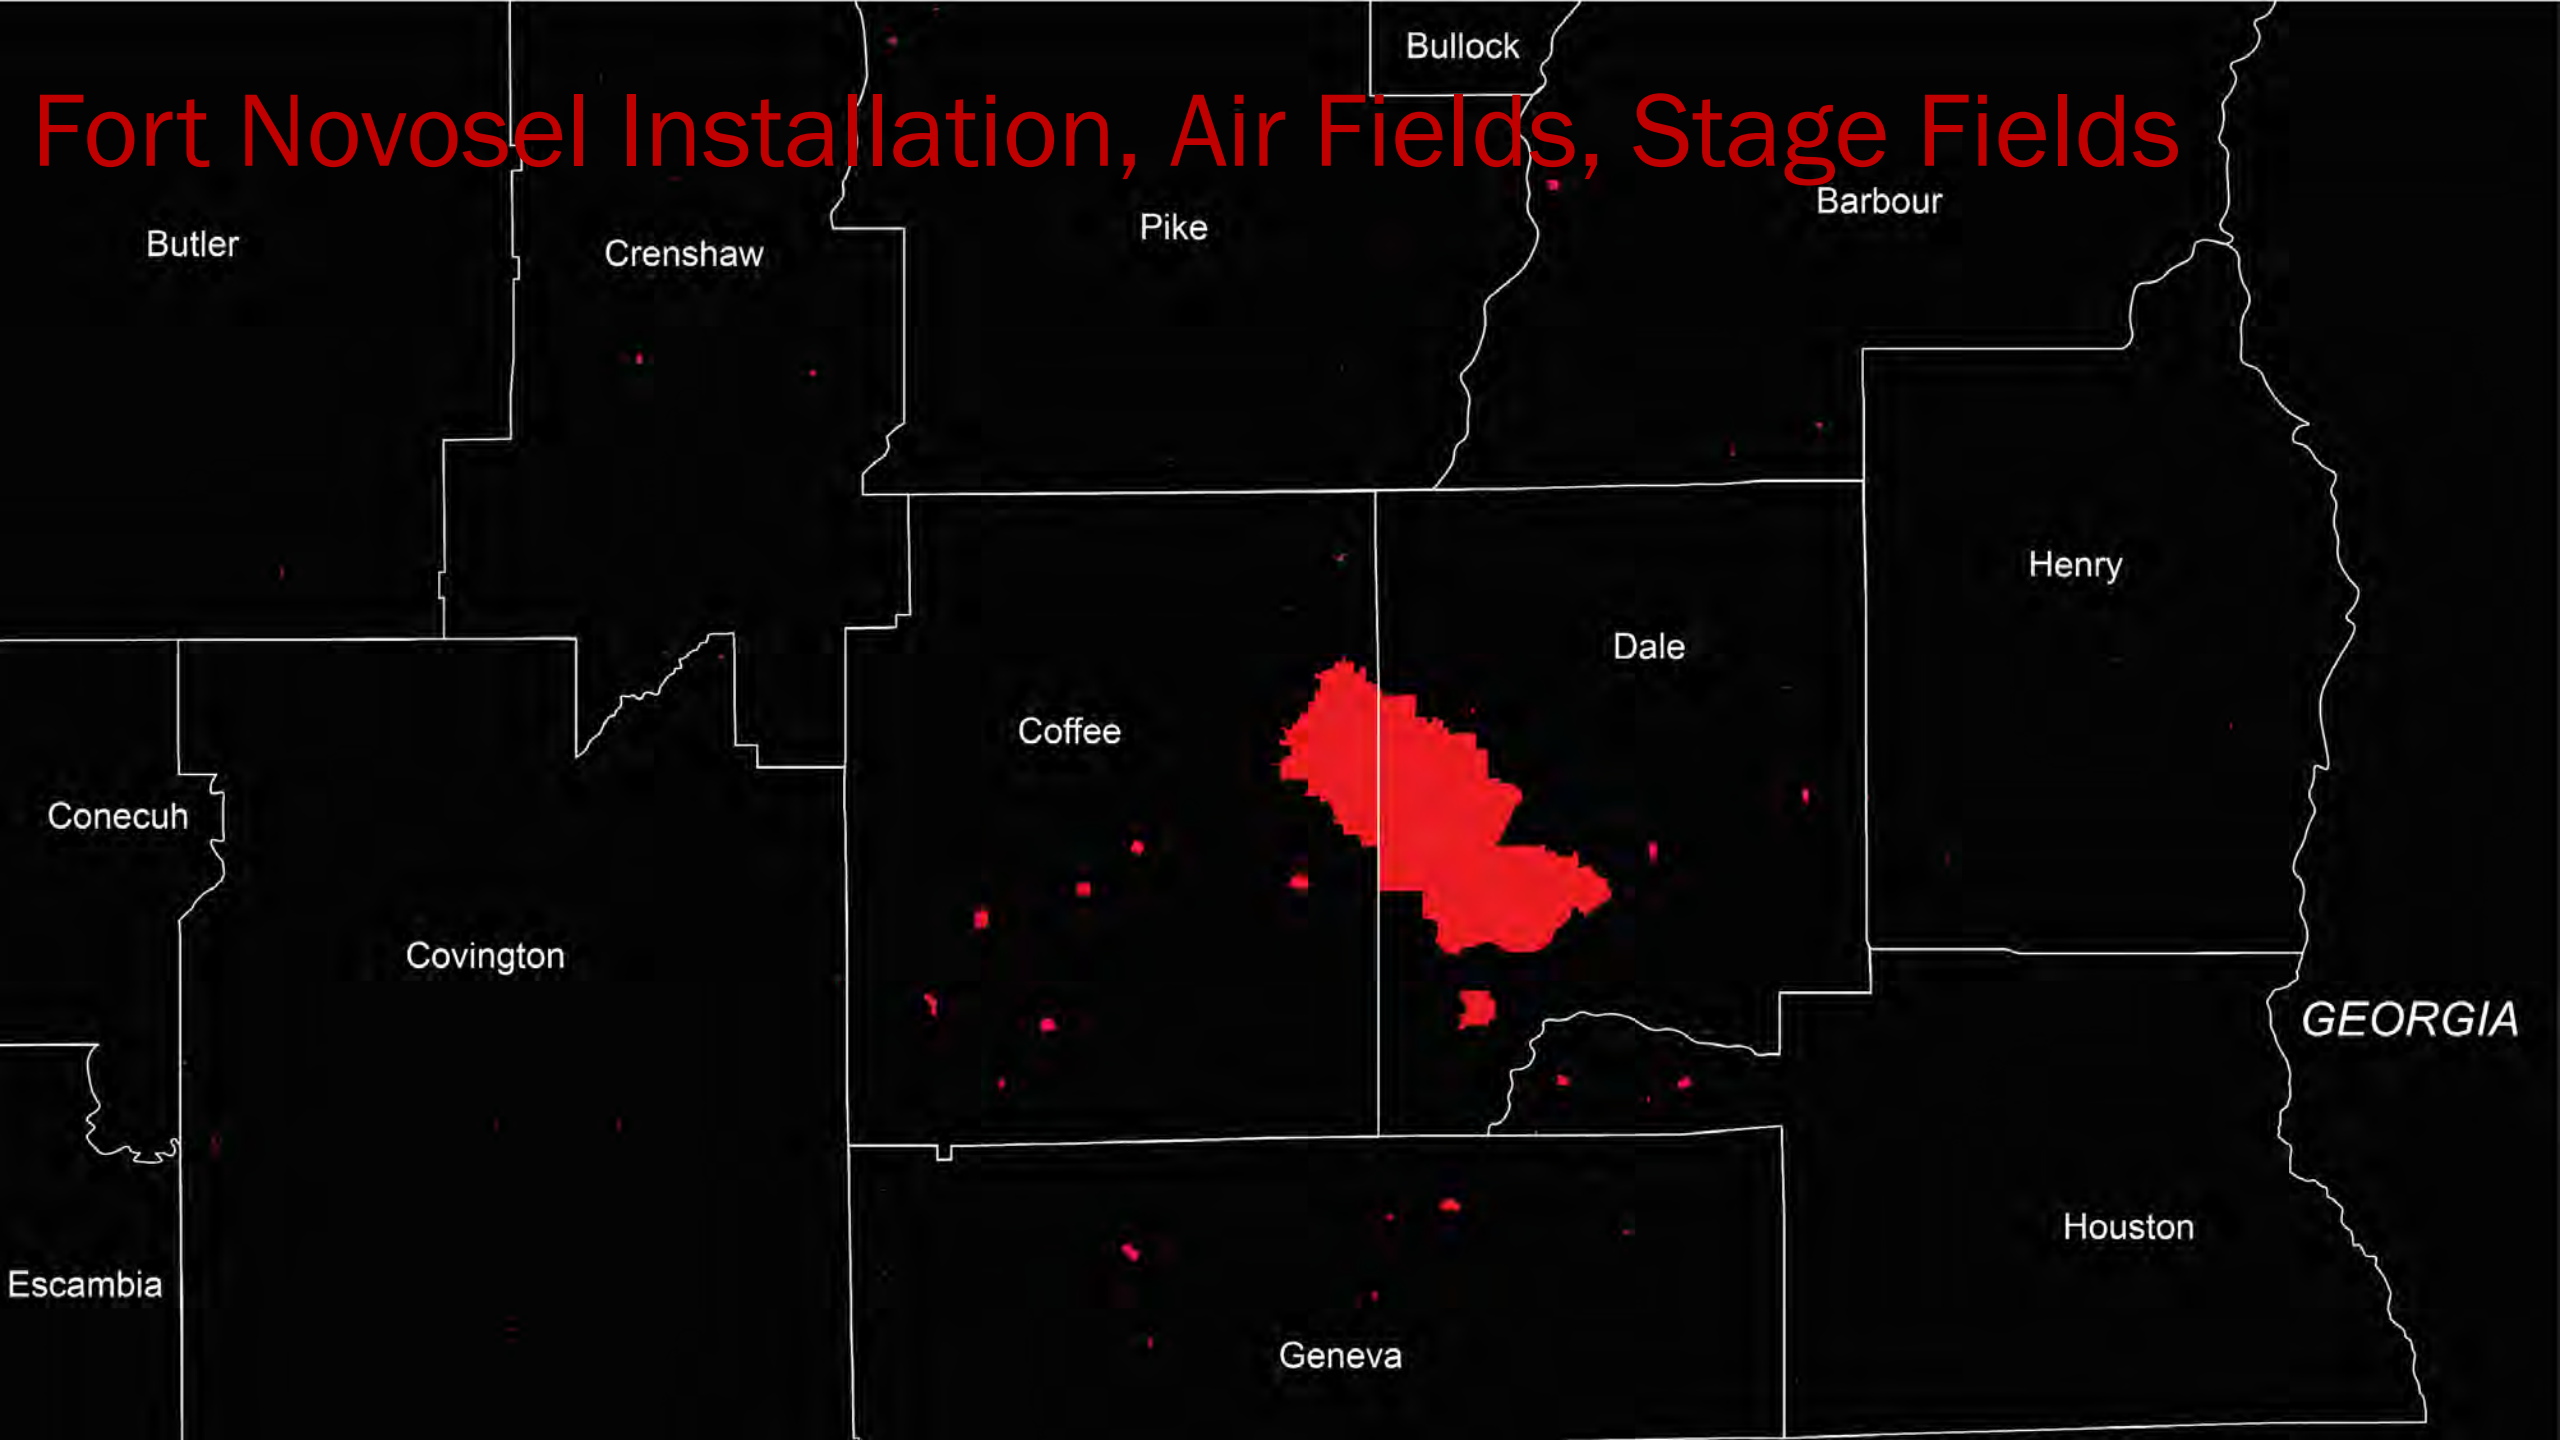 Fort Novosel Installation, Air Fields, Stage Fields
Bullock
Barbour
Pike
Butler
Crenshaw
Henry
Dale
Coffee
Conecuh
Covington
GEORGIA
Houston
Escambia
Geneva